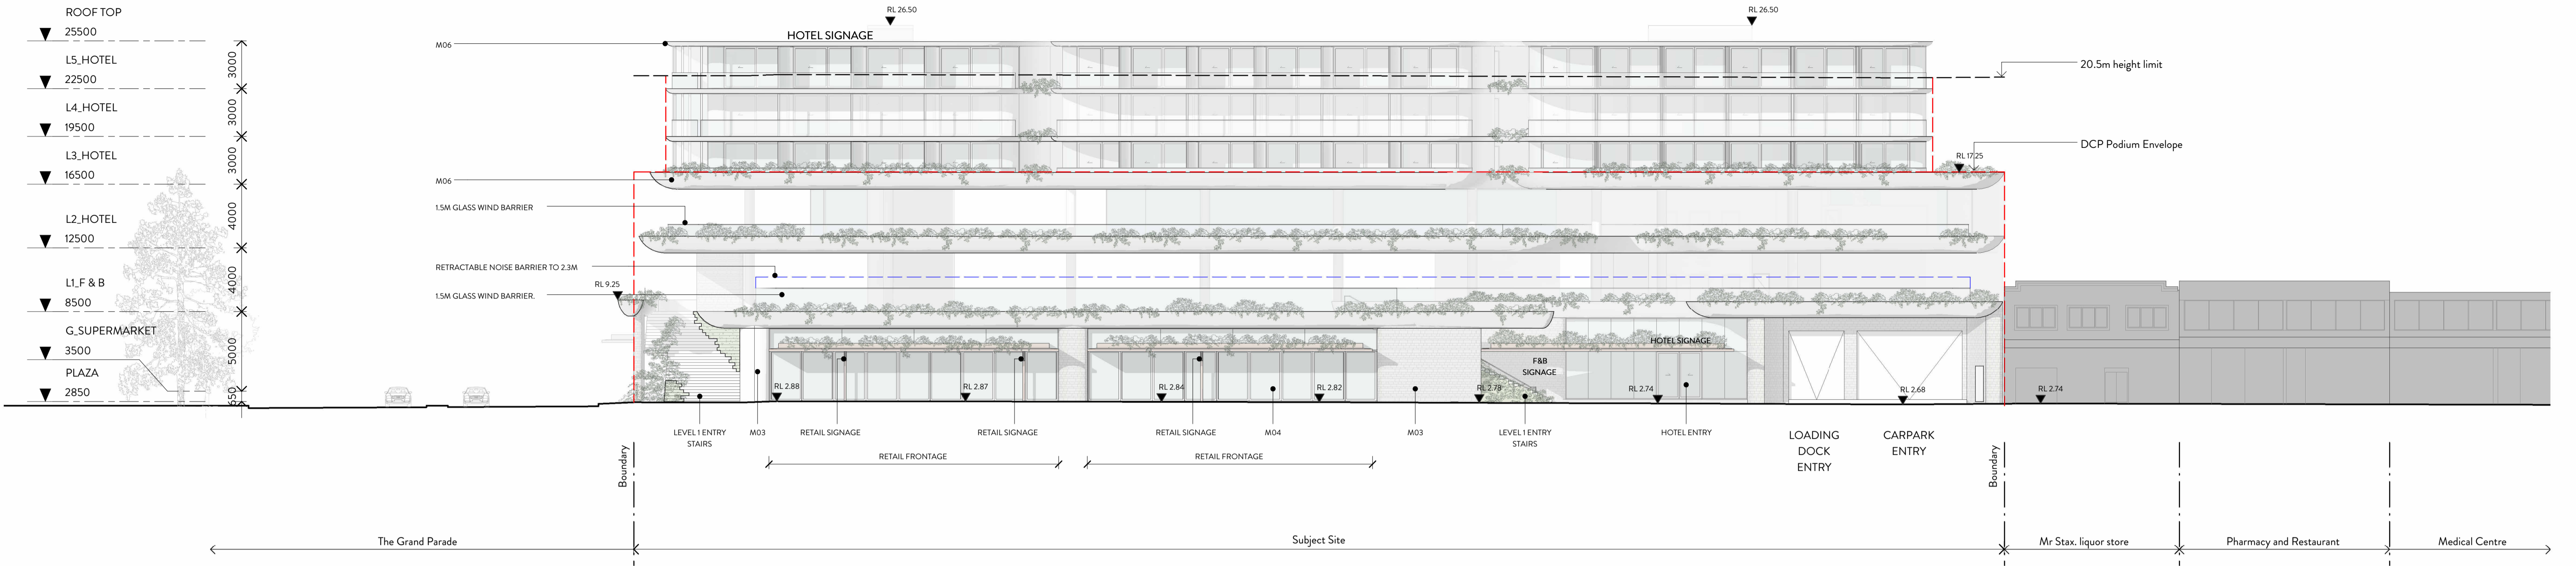 ROOF TOP
25500
L5_HOTEL
22500
L4_HOTEL
19500
L3_HOTEL
16500
L2_HOTEL
12500
L1_F & B
8500
G_SUPERMARKET
3500
PLAZA
2850
3000
3000
3000
4000
4000
5000
650
M06
M06
1.5M GLASS WIND BARRIER
RETRACTABLE NOISE BARRIER TO 2.3M
1.5M GLASS WIND BARRIER.
RL 9.25
RL 26.50
HOTEL SIGNAGE
RL 26.50
20.5m height limit
DCP Podium Envelope
RL 17.25
HOTEL SIGNAGE
F&B
SIGNAGE
RL 2.88
RL 2.87
RL 2.84
RL 2.82
RL 2.78
RL 2.74
RL 2.68
RL 2.74
LEVEL 1 ENTRY
STAIRS
M03
RETAIL SIGNAGE
RETAIL SIGNAGE
RETAIL SIGNAGE
M04
M03
LEVEL 1 ENTRY
STAIRS
HOTEL ENTRY
LOADING
DOCK
ENTRY
CARPARK
ENTRY
RETAIL FRONTAGE
RETAIL FRONTAGE
Boundary
Boundary
The Grand Parade
Subject Site
Mr Stax. liquor store
Pharmacy and Restaurant
Medical Centre